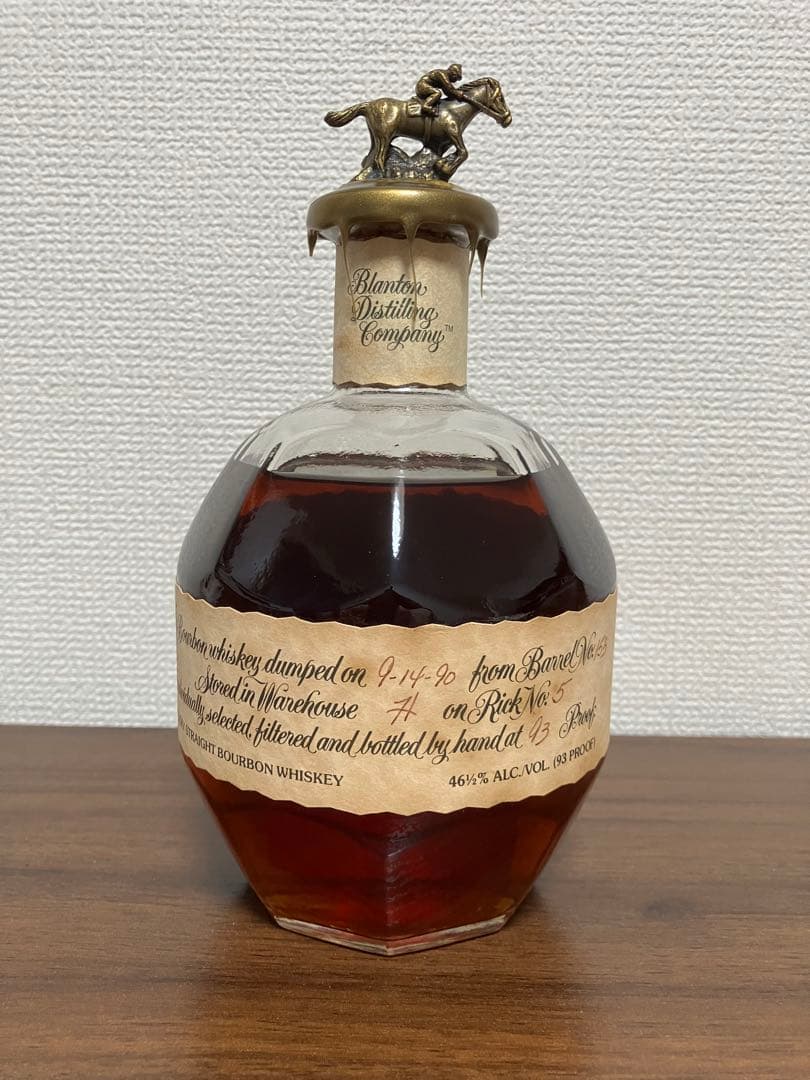 Blanton
Distilling
Company™
Bourbon whiskey dumped on 9-14-90 from Barrel No.
Stored in Warehouse H on Rick No. 5
selected, filtered and bottled by hand at 93 Proof.
STRAIGHT BOURBON WHISKEY 46½% ALC./VOL. (93 PROOF)